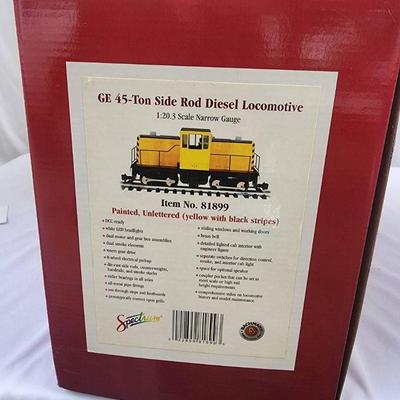 GE 45-Ton Side Rod Diesel Locomotive
1:20.3 Scale Narrow Gauge
Item No. 81899
Painted, Unlettered (yellow with black stripes)
• DCC-ready
• white LED headlights
• dual motor and gear box assemblies
• dual smoke elements
• worm gear drive
• 8-wheel electrical pickup
• die-cast side rods, counterweights,
handrails, and smoke stacks
• roller bearings in all axles
• all-metal pipe fittings
• see-through steps and footboards
• prototypically correct open grills
• sliding windows and working doors
• brass bell
• detailed lighted cab interior with
engineer figure
• separate switches for direction control,
smoke, and interior cab light
• space for optional speaker
• coupler pocket that can be set to
meet scale or high rail
height requirements
• comprehensive video on locomotive
history and model maintenance
Spectrum
BACHMANN